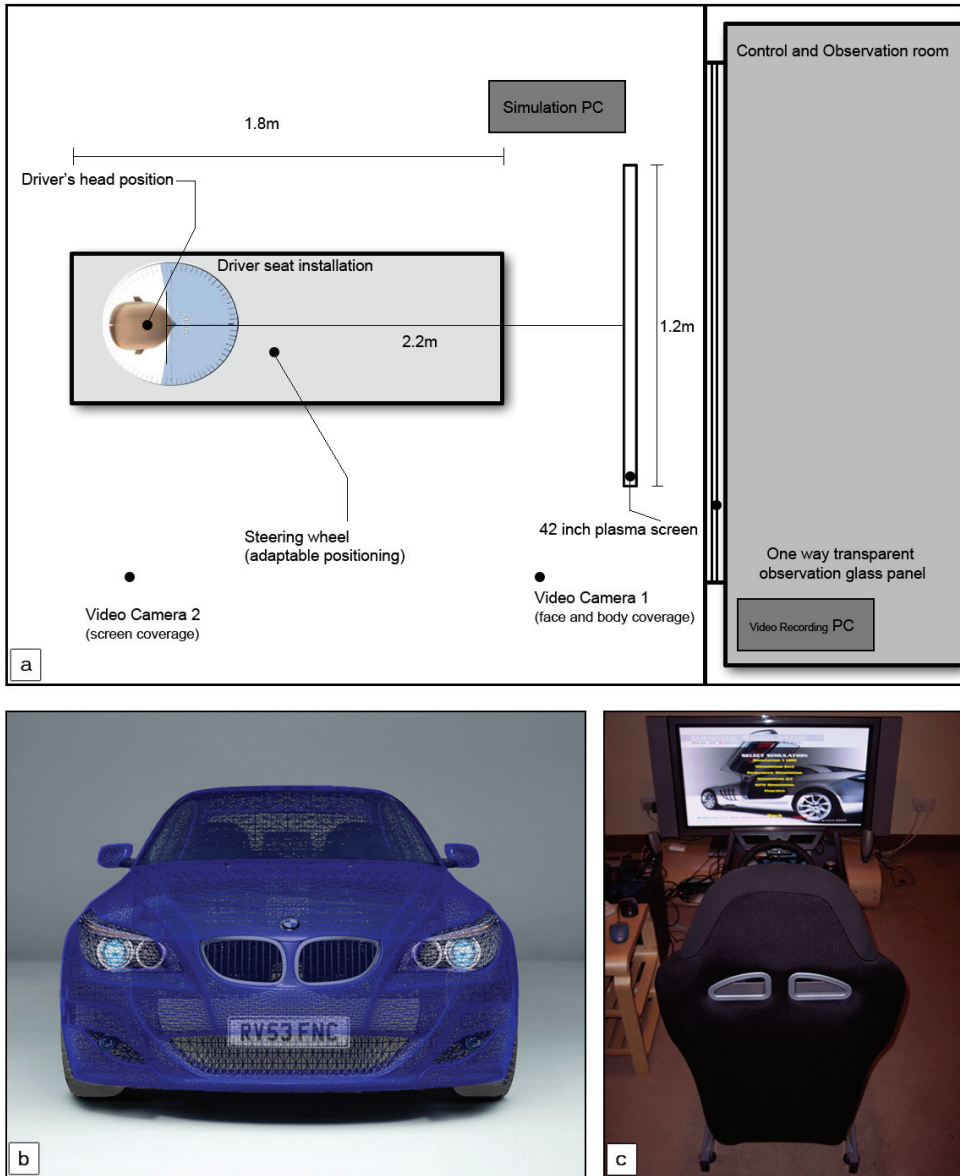 Control and Observation room
Simulation PC
1.8m
Driver's head position
Driver seat installation
2.2m
1.2m
Steering wheel
(adaptable positioning)
42 inch plasma screen
One way transparent
observation glass panel
Video Camera 1
(face and body coverage)
Video Camera 2
(screen coverage)
Video Recording PC
a
RV53 FNC
b
SELECT SIMULATION
Practice
c